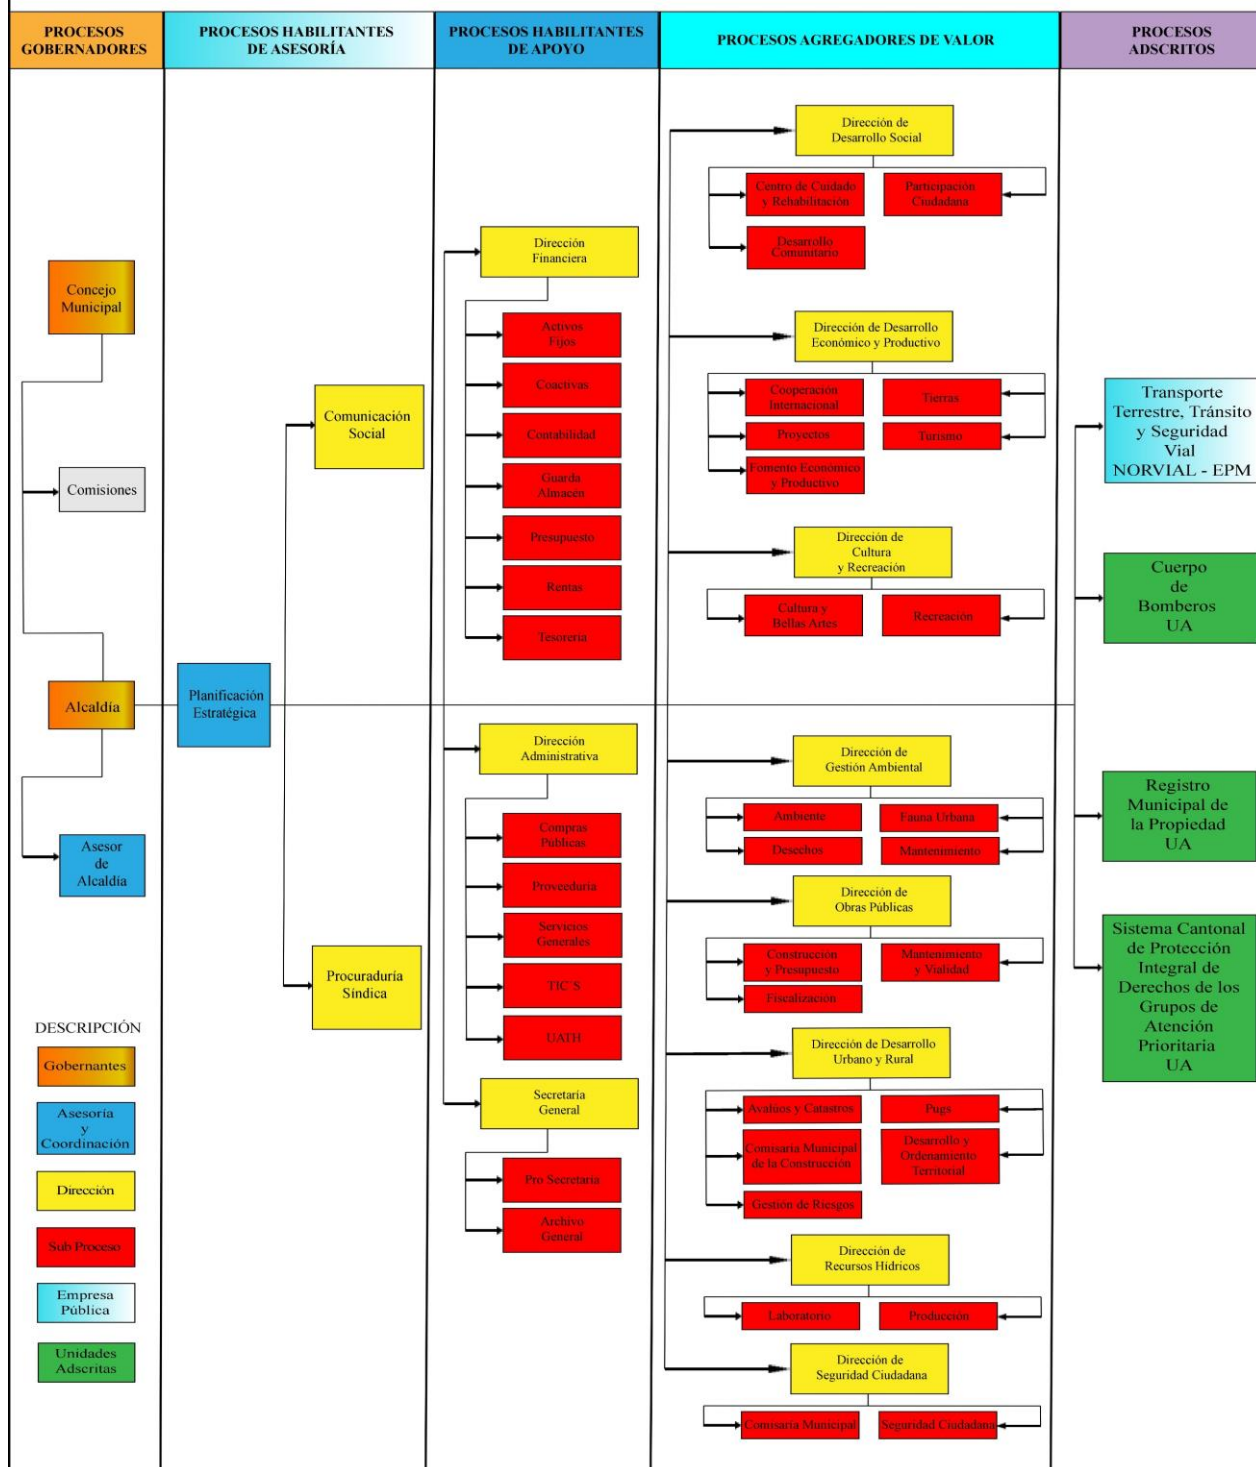 PROCESOS
GOBERNADORES
PROCESOS HABILITANTES
DE ASESORÍA
PROCESOS HABILITANTES
DE APOYO
PROCESOS AGREGADORES DE VALOR
PROCESOS
ADSCRITOS
Concejo
Municipal
Comisiones
Alcaldía
Asesor
de
Alcaldía
DESCRIPCIÓN
Gobernantes
Asesoría
y
Coordinación
Dirección
Sub Proceso
Empresa
Pública
Unidades
Adscritas
Planificación
Estratégica
Comunicación
Social
Procuraduría
Síndica
Dirección
Financiera
Activos
Fijos
Coactivas
Contabilidad
Guarda
Almacén
Presupuesto
Rentas
Tesorería
Dirección
Administrativa
Compras
Públicas
Proveeduría
Servicios
Generales
TIC`S
UATH
Secretaría
General
Pro Secretaría
Archivo
General
Dirección de
Desarrollo Social
Centro de Cuidado
y Rehabilitación
Participación
Ciudadana
Desarrollo
Comunitario
Dirección de Desarrollo
Económico y Productivo
Cooperación
Internacional
Tierras
Proyectos
Turismo
Fomento Económico
y Productivo
Dirección de
Cultura
y Recreación
Cultura y
Bellas Artes
Recreación
Dirección de
Gestión Ambiental
Ambiente
Fauna Urbana
Desechos
Mantenimiento
Dirección de
Obras Públicas
Construcción
y Presupuesto
Mantenimiento
y Vialidad
Fiscalización
Dirección de Desarrollo
Urbano y Rural
Avalúos y Catastros
Pugs
Comisaría Municipal
de la Construcción
Desarrollo y
Ordenamiento
Territorial
Gestión de Riesgos
Dirección de
Recursos Hídricos
Laboratorio
Producción
Dirección de
Seguridad Ciudadana
Comisaría Municipal
Seguridad Ciudadana
Transporte
Terrestre, Tránsito
y Seguridad
Vial
NORVIAL - EPM
Cuerpo
de
Bomberos
UA
Registro
Municipal de
la Propiedad
UA
Sistema Cantonal
de Protección
Integral de
Derechos de los
Grupos de
Atención
Prioritaria
UA